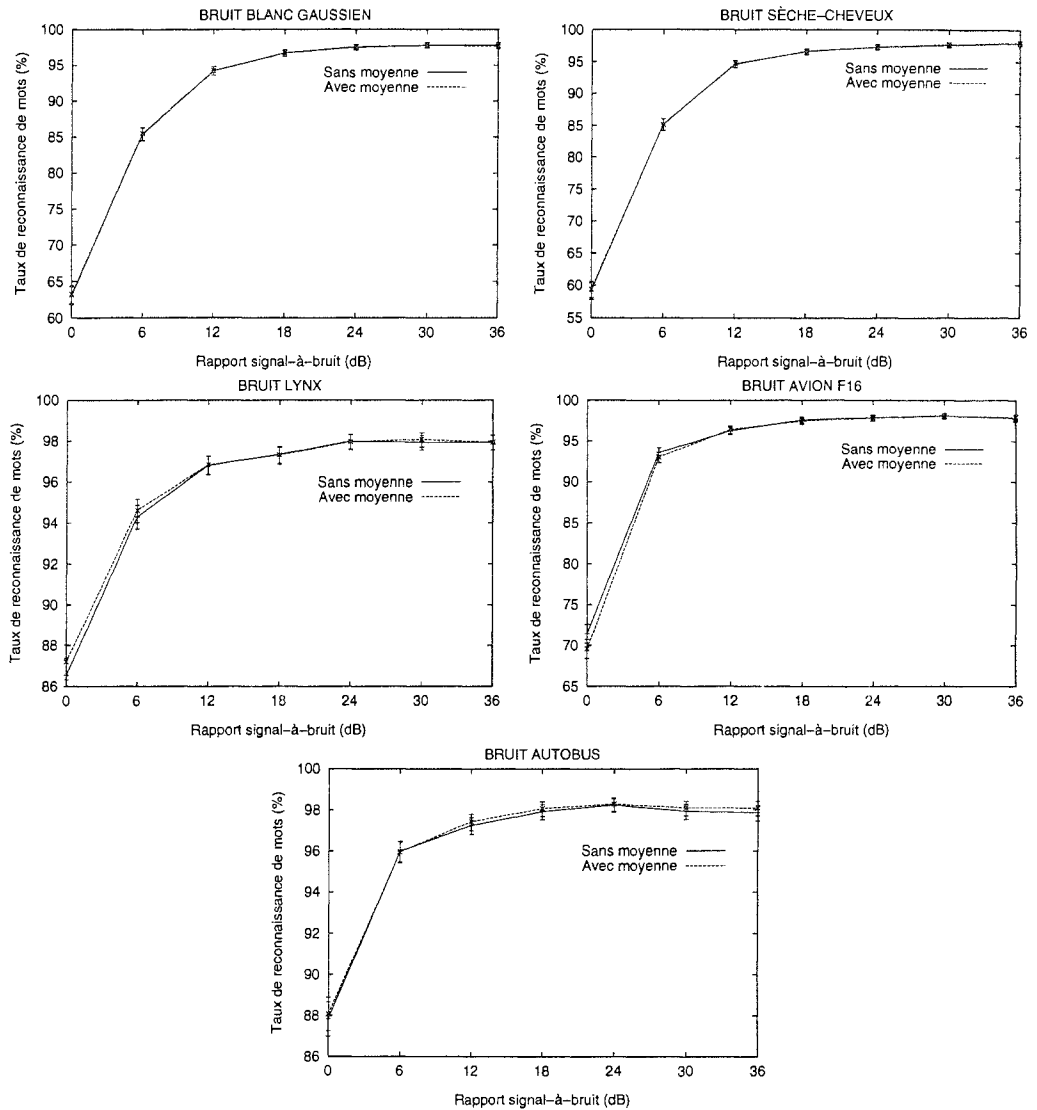 BRUIT BLANC GAUSSIEN
Taux de reconnaissance de mots (%)
100
95
90
85
80
75
70
65
60
Sans moyenne
Avec moyenne
0 6 12 18 24 30 36
Rapport signal–à–bruit (dB)
BRUIT SÈCHE–CHEVEUX
Taux de reconnaissance de mots (%)
100
95
90
85
80
75
70
65
60
55
Sans moyenne
Avec moyenne
0 6 12 18 24 30 36
Rapport signal–à–bruit (dB)
BRUIT LYNX
Taux de reconnaissance de mots (%)
100
98
96
94
92
90
88
86
Sans moyenne
Avec moyenne
0 6 12 18 24 30 36
Rapport signal–à–bruit (dB)
BRUIT AVION F16
Taux de reconnaissance de mots (%)
100
95
90
85
80
75
70
65
Sans moyenne
Avec moyenne
0 6 12 18 24 30 36
Rapport signal–à–bruit (dB)
BRUIT AUTOBUS
Taux de reconnaissance de mots (%)
100
98
96
94
92
90
88
86
Sans moyenne
Avec moyenne
0 6 12 18 24 30 36
Rapport signal–à–bruit (dB)